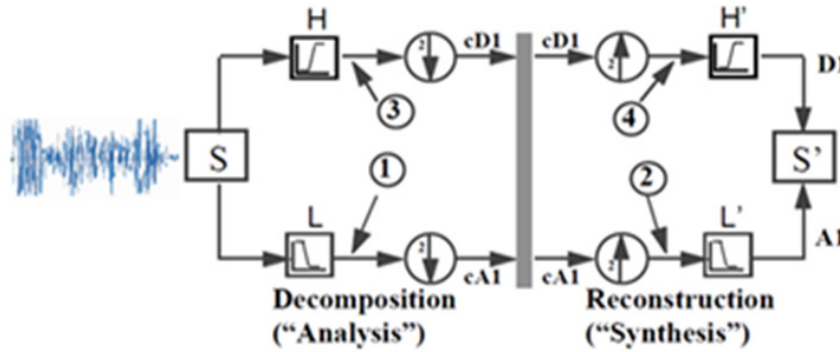 H
H'
2
cD1
cD1
2
D1
3
4
S
S'
1
2
L
L'
2
cA1
cA1
2
A1
Decomposition
("Analysis")
Reconstruction
("Synthesis")